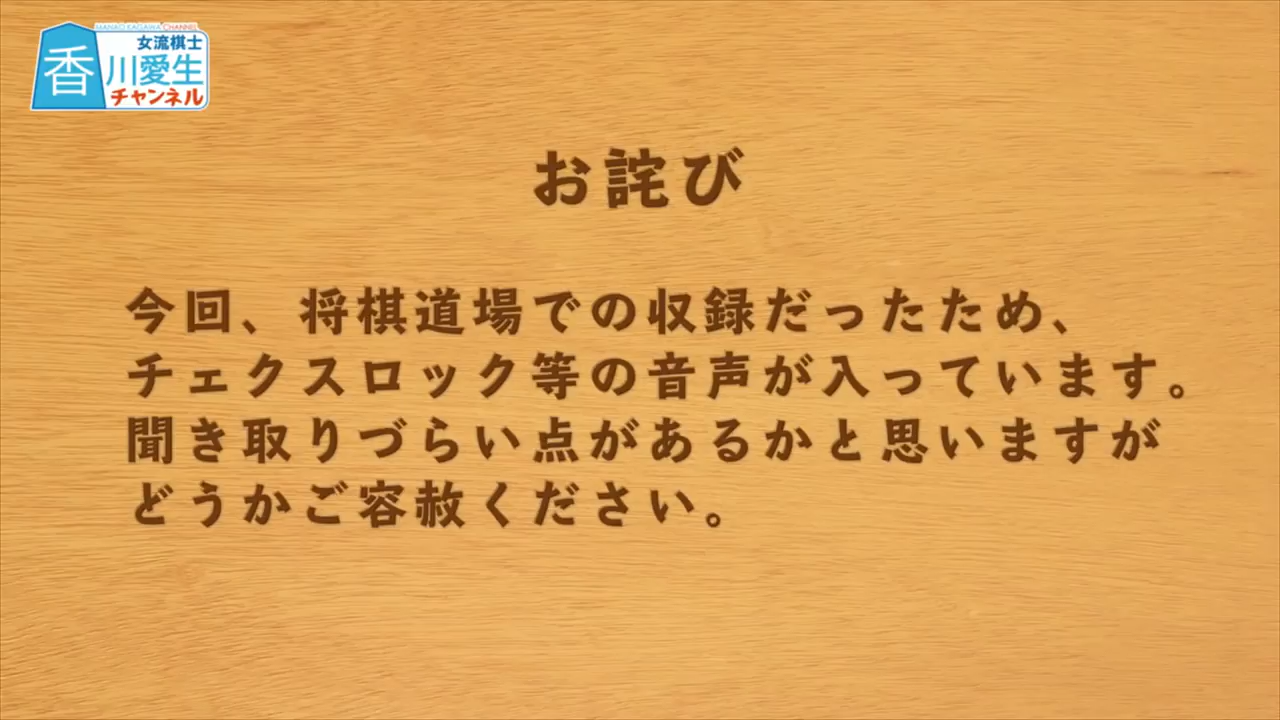 MANAO KAGAWA CHANNEL
女流棋士
香川愛生
チャンネル
お詫び
今回、将棋道場での収録だったため、
チェクスロック等の音声が入っています。
聞き取りづらい点があるかと思いますが
どうかご容赦ください。